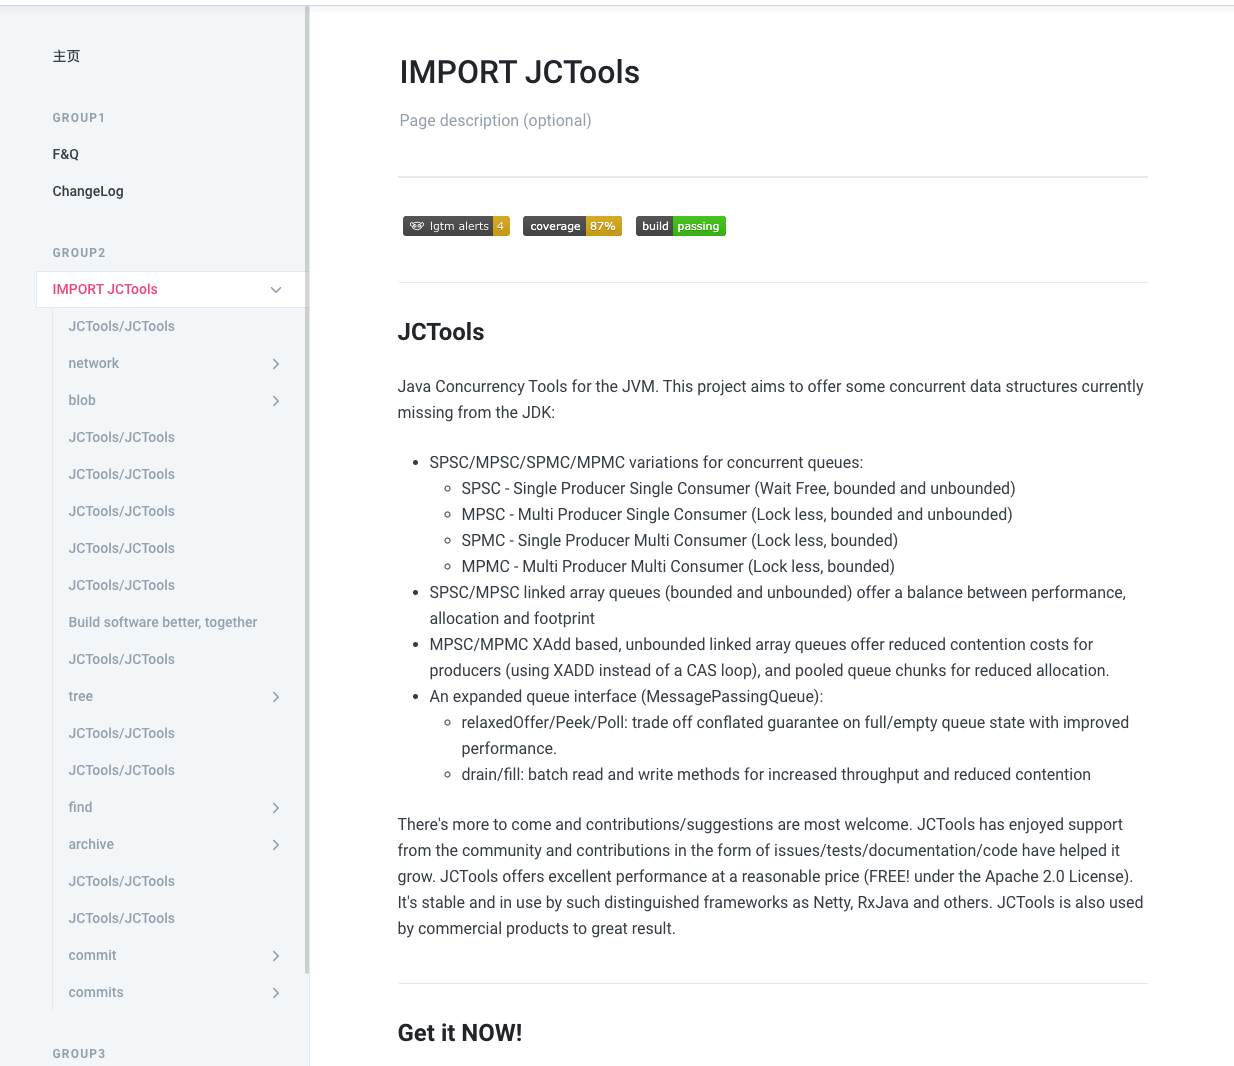 主页
GROUP1
F&Q
ChangeLog
GROUP2
IMPORT JCTools
JCTools/JCTools
network
blob
JCTools/JCTools
JCTools/JCTools
JCTools/JCTools
JCTools/JCTools
JCTools/JCTools
Build software better, together
JCTools/JCTools
tree
JCTools/JCTools
JCTools/JCTools
find
archive
JCTools/JCTools
JCTools/JCTools
commit
commits
GROUP3
IMPORT JCTools
Page description (optional)
lgtm alerts 4 coverage 87% build passing
JCTools
Java Concurrency Tools for the JVM. This project aims to offer some concurrent data structures currently
missing from the JDK:
• SPSC/MPSC/SPMC/MPMC variations for concurrent queues:
◦ SPSC - Single Producer Single Consumer (Wait Free, bounded and unbounded)
◦ MPSC - Multi Producer Single Consumer (Lock less, bounded and unbounded)
◦ SPMC - Single Producer Multi Consumer (Lock less, bounded)
◦ MPMC - Multi Producer Multi Consumer (Lock less, bounded)
• SPSC/MPSC linked array queues (bounded and unbounded) offer a balance between performance,
allocation and footprint
• MPSC/MPMC XAdd based, unbounded linked array queues offer reduced contention costs for
producers (using XADD instead of a CAS loop), and pooled queue chunks for reduced allocation.
• An expanded queue interface (MessagePassingQueue):
◦ relaxedOffer/Peek/Poll: trade off conflated guarantee on full/empty queue state with improved
performance.
◦ drain/fill: batch read and write methods for increased throughput and reduced contention
There's more to come and contributions/suggestions are most welcome. JCTools has enjoyed support
from the community and contributions in the form of issues/tests/documentation/code have helped it
grow. JCTools offers excellent performance at a reasonable price (FREE! under the Apache 2.0 License).
It's stable and in use by such distinguished frameworks as Netty, RxJava and others. JCTools is also used
by commercial products to great result.
Get it NOW!